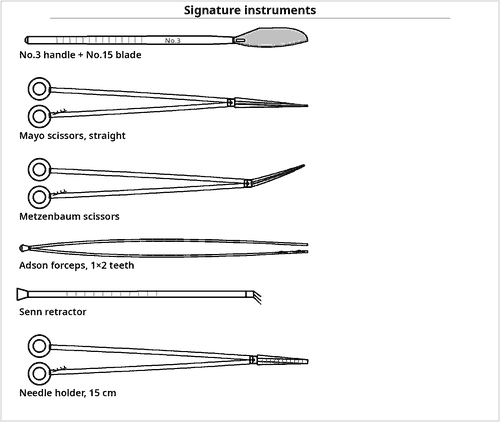 Signature instruments
No.3
No.3 handle + No.15 blade
Mayo scissors, straight
Metzenbaum scissors
Adson forceps, 1×2 teeth
Senn retractor
Needle holder, 15 cm